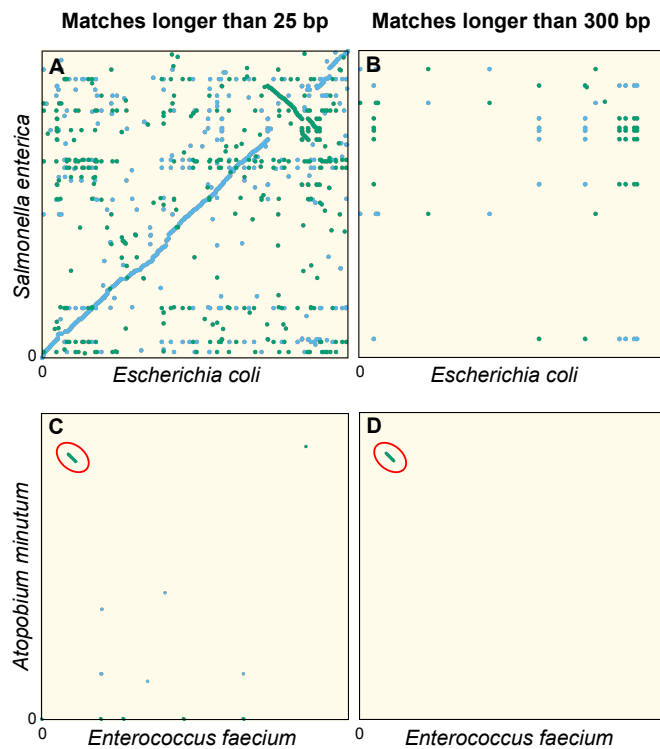 Matches longer than 25 bp
Matches longer than 300 bp
A
B
Salmonella enterica
0
0
0
Escherichia coli
Escherichia coli
C
D
Atopobium minutum
0
0
0
Enterococcus faecium
Enterococcus faecium